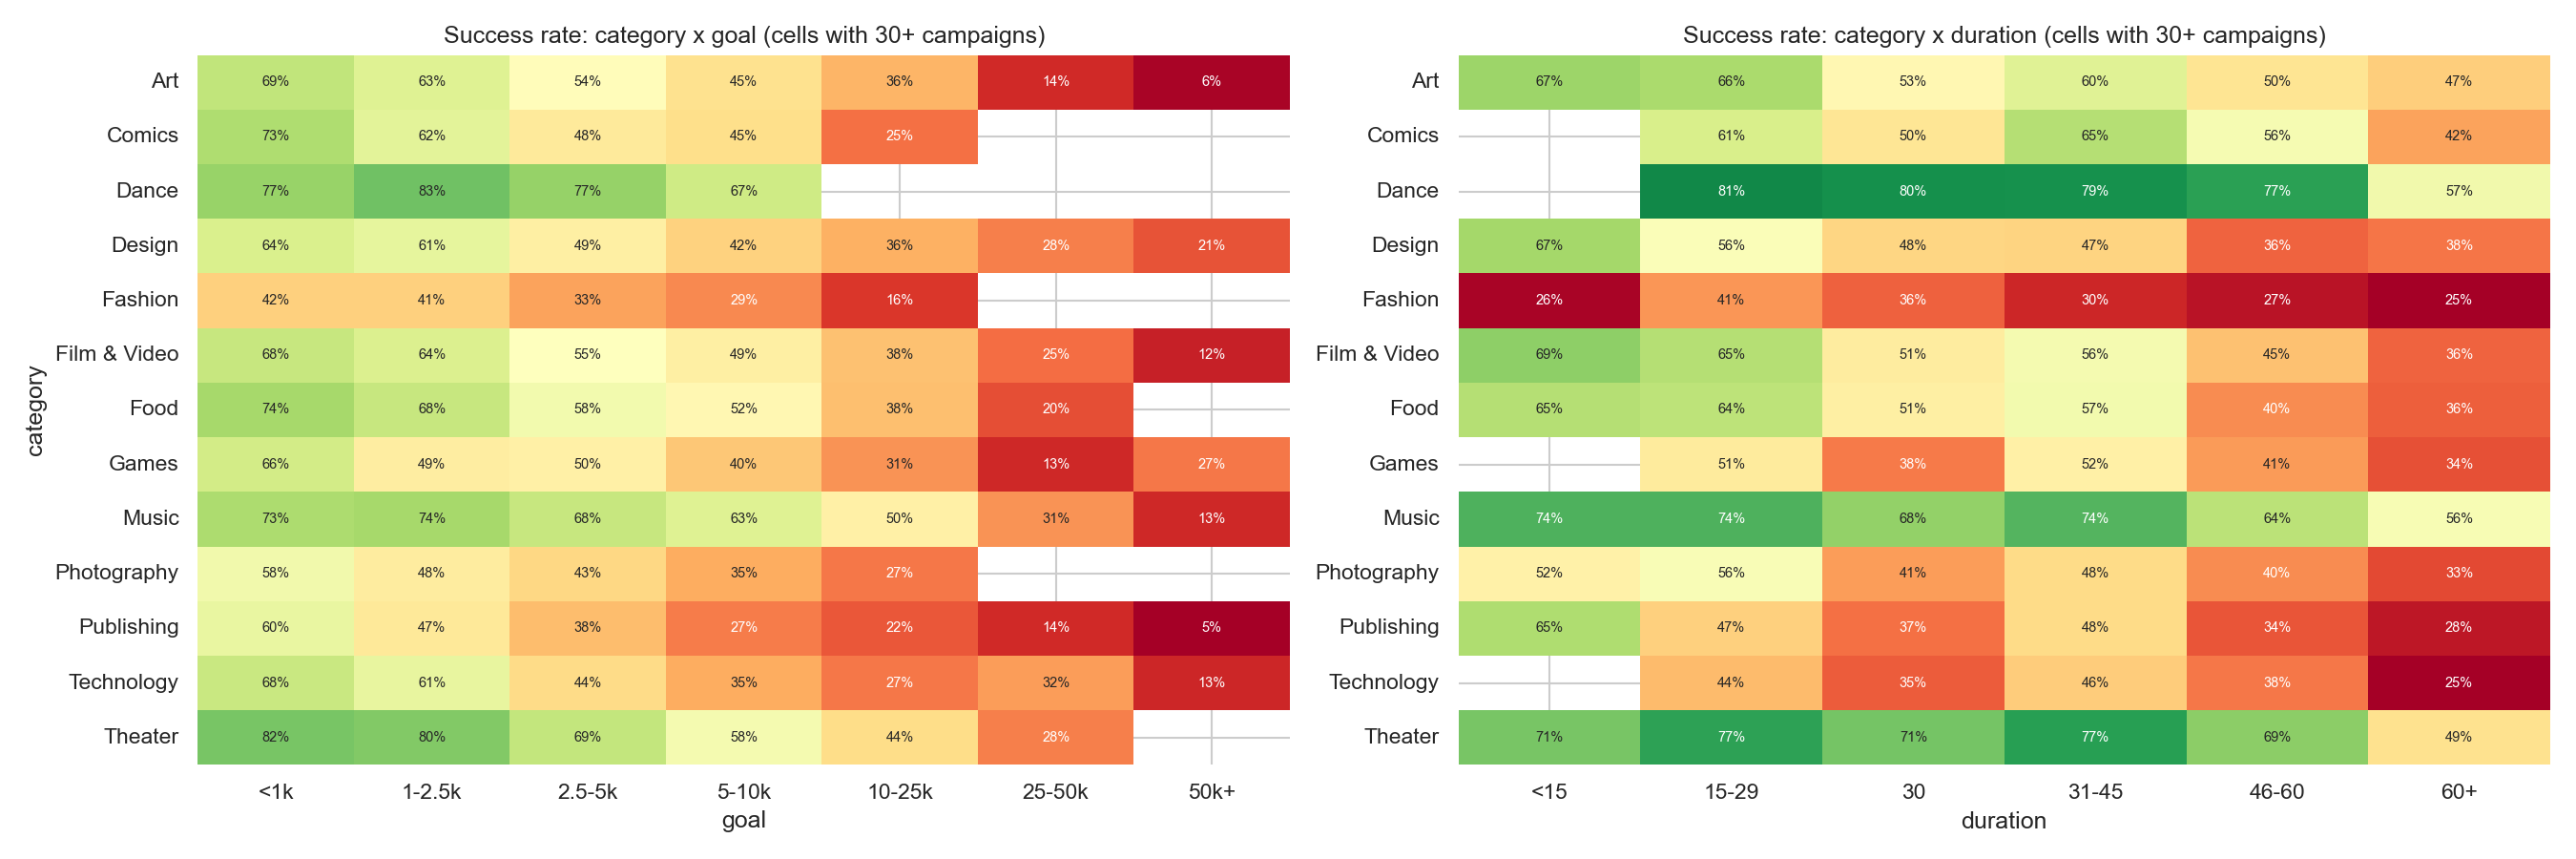 Success rate: category x goal (cells with 30+ campaigns)
Art 69% 63% 54% 45% 36% 14% 6%
Comics 73% 62% 48% 45% 25%
Dance 77% 83% 77% 67%
Design 64% 61% 49% 42% 36% 28% 21%
Fashion 42% 41% 33% 29% 16%
Film & Video 68% 64% 55% 49% 38% 25% 12%
Food 74% 68% 58% 52% 38% 20%
Games 66% 49% 50% 40% 31% 13% 27%
Music 73% 74% 68% 63% 50% 31% 13%
Photography 58% 48% 43% 35% 27%
Publishing 60% 47% 38% 27% 22% 14% 5%
Technology 68% 61% 44% 35% 27% 32% 13%
Theater 82% 80% 69% 58% 44% 28%
<1k 1-2.5k 2.5-5k 5-10k 10-25k 25-50k 50k+
goal
category
Success rate: category x duration (cells with 30+ campaigns)
Art 67% 66% 53% 60% 50% 47%
Comics 61% 50% 65% 56% 42%
Dance 81% 80% 79% 77% 57%
Design 67% 56% 48% 47% 36% 38%
Fashion 26% 41% 36% 30% 27% 25%
Film & Video 69% 65% 51% 56% 45% 36%
Food 65% 64% 51% 57% 40% 36%
Games 51% 38% 52% 41% 34%
Music 74% 74% 68% 74% 64% 56%
Photography 52% 56% 41% 48% 40% 33%
Publishing 65% 47% 37% 48% 34% 28%
Technology 44% 35% 46% 38% 25%
Theater 71% 77% 71% 77% 69% 49%
<15 15-29 30 31-45 46-60 60+
duration